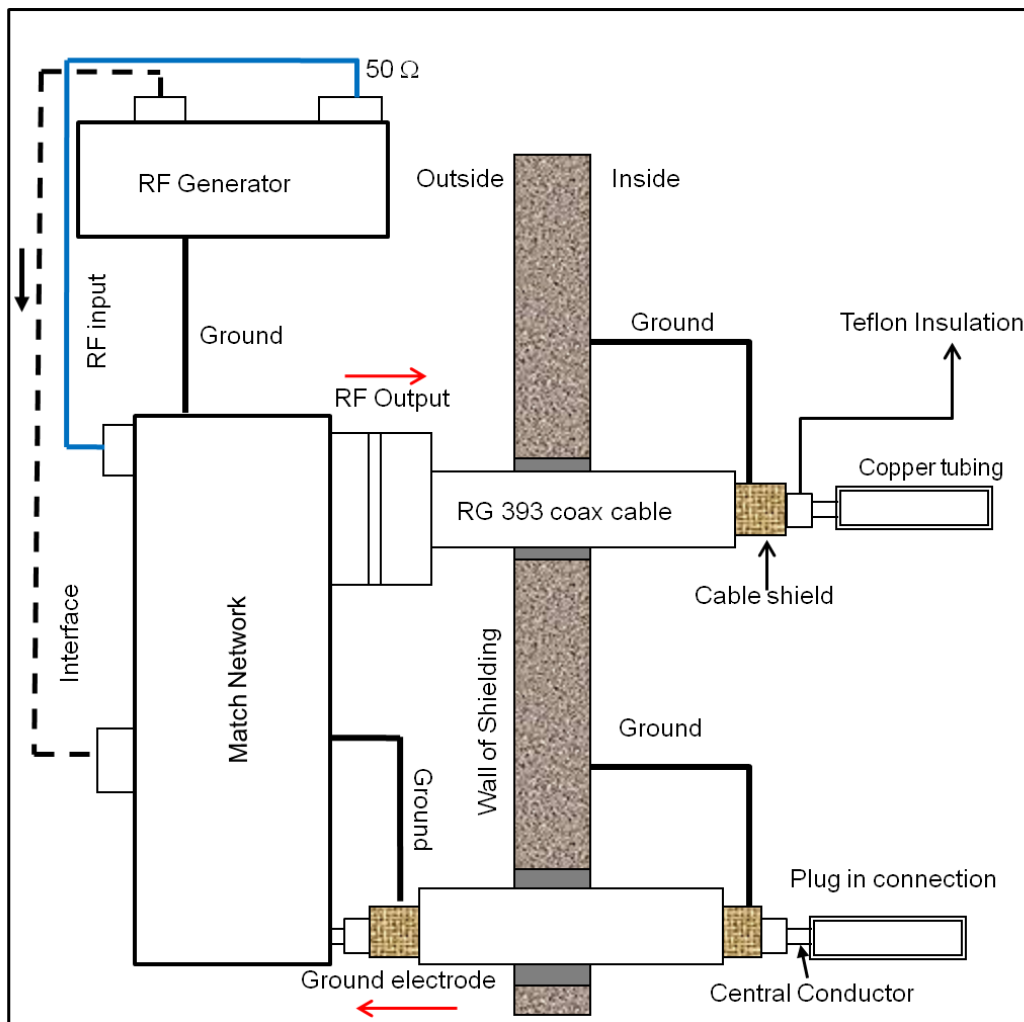 50 Ω
RF Generator
Outside
Inside
RF input
Ground
Ground
Teflon Insulation
RF Output
Copper tubing
RG 393 coax cable
Cable shield
Interface
Match Network
Wall of Shielding
Ground
Ground
Plug in connection
Ground electrode
Central Conductor